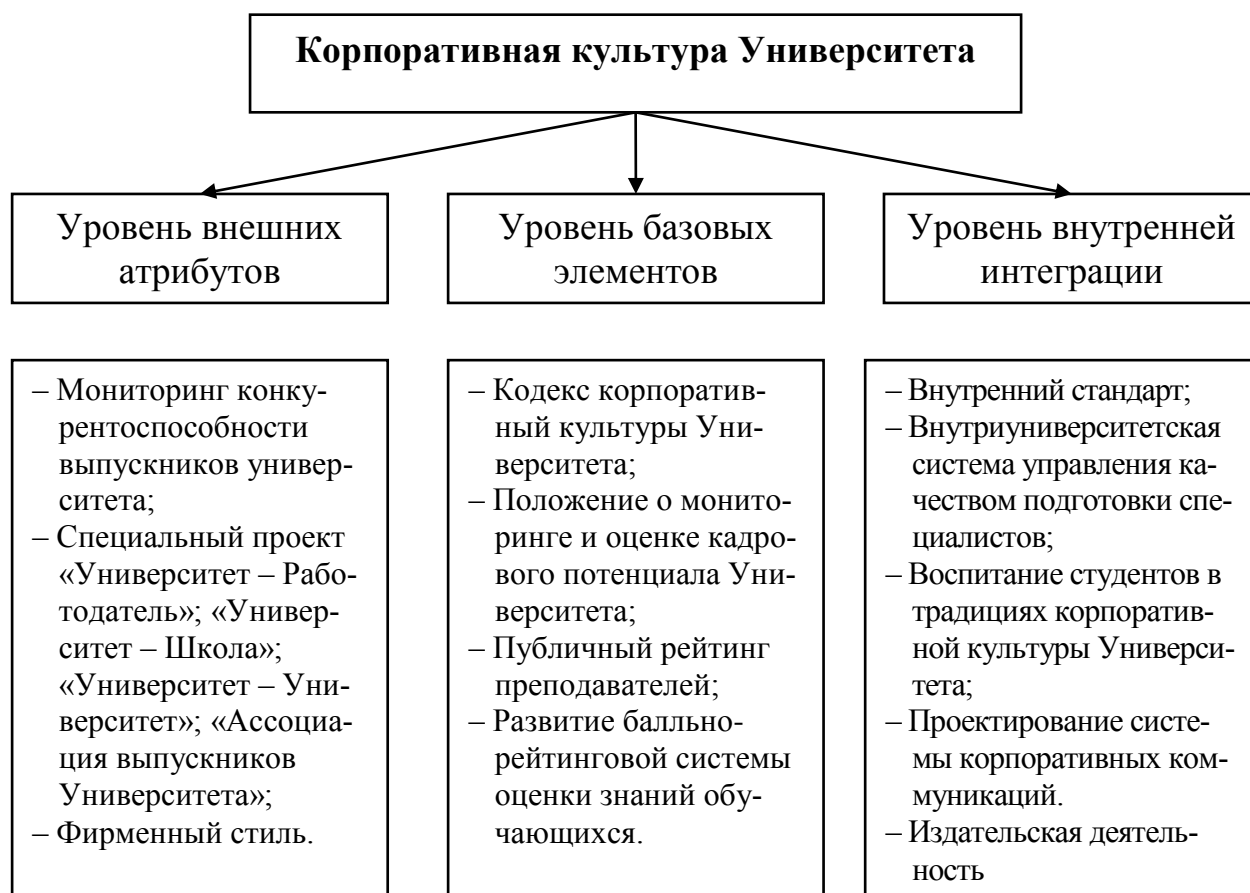 Корпоративная культура Университета
Уровень внешних
атрибутов
Уровень базовых
элементов
Уровень внутренней
интеграции
– Мониторинг конку-
рентоспособности
выпускников универ-
ситета;
– Специальный проект
«Университет – Рабо-
тодатель»; «Универ-
ситет – Школа»;
«Университет – Уни-
верситет»; «Ассоциа-
ция выпускников
Университета»;
– Фирменный стиль.
– Кодекс корпоратив-
ный культуры Уни-
верситета;
– Положение о монито-
ринге и оценке кадро-
вого потенциала Уни-
верситета;
– Публичный рейтинг
преподавателей;
– Развитие балльно-
рейтинговой системы
оценки знаний обу-
чающихся.
– Внутренний стандарт;
– Внутриуниверситетская
система управления ка-
чеством подготовки спе-
циалистов;
– Воспитание студентов в
традициях корпоратив-
ной культуры Универси-
тета;
– Проектирование систе-
мы корпоративных ком-
муникаций.
– Издательская деятель-
ность